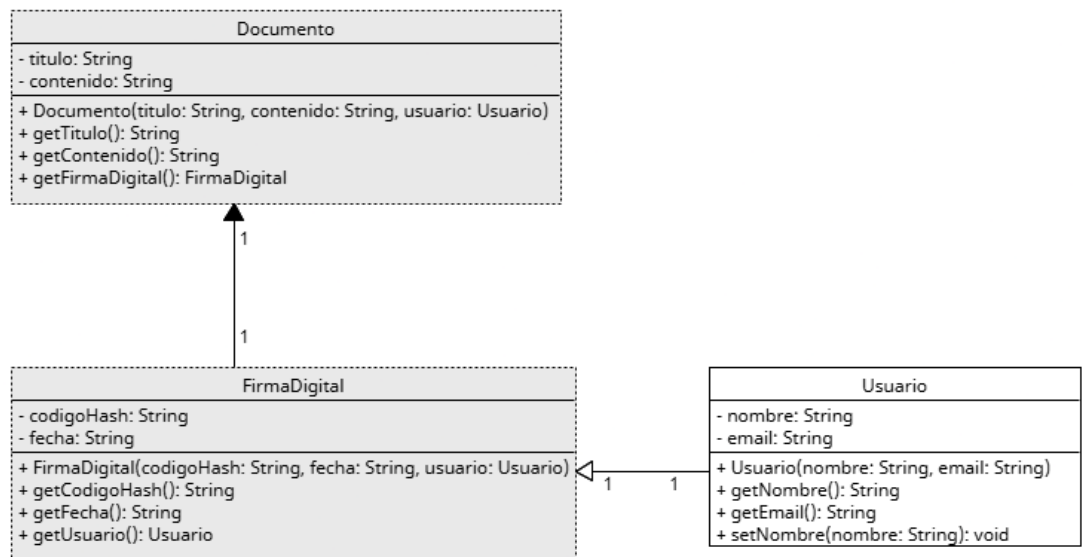 Documento
- titulo: String
- contenido: String
+ Documento(titulo: String, contenido: String, usuario: Usuario)
+ getTitulo(): String
+ getContenido(): String
+ getFirmaDigital(): FirmaDigital
1
1
FirmaDigital
- codigoHash: String
- fecha: String
+ FirmaDigital(codigoHash: String, fecha: String, usuario: Usuario)
+ getCodigoHash(): String
+ getFecha(): String
+ getUsuario(): Usuario
1
1
Usuario
- nombre: String
- email: String
+ Usuario(nombre: String, email: String)
+ getNombre(): String
+ getEmail(): String
+ setNombre(nombre: String): void